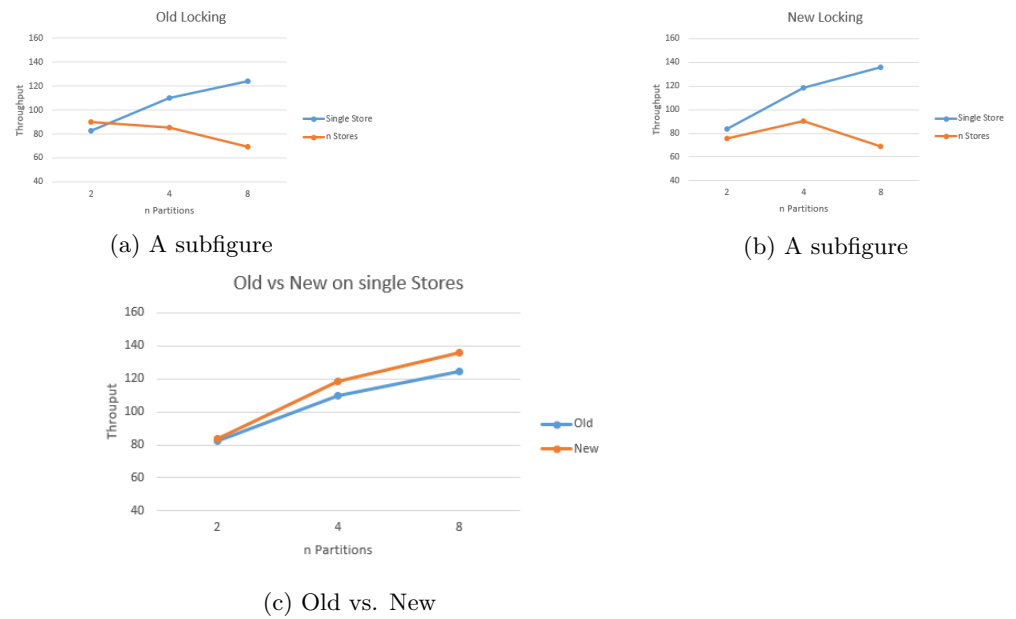 Old Locking
160
140
120
100
80
60
40
Throughput
2 4 8
n Partitions
Single Store
n Stores
(a) A subfigure
New Locking
160
140
120
100
80
60
40
Throughput
2 4 8
n Partitions
Single Store
n Stores
(b) A subfigure
Old vs New on single Stores
160
140
120
100
80
60
40
Throuput
2 4 8
n Partitions
Old
New
(c) Old vs. New